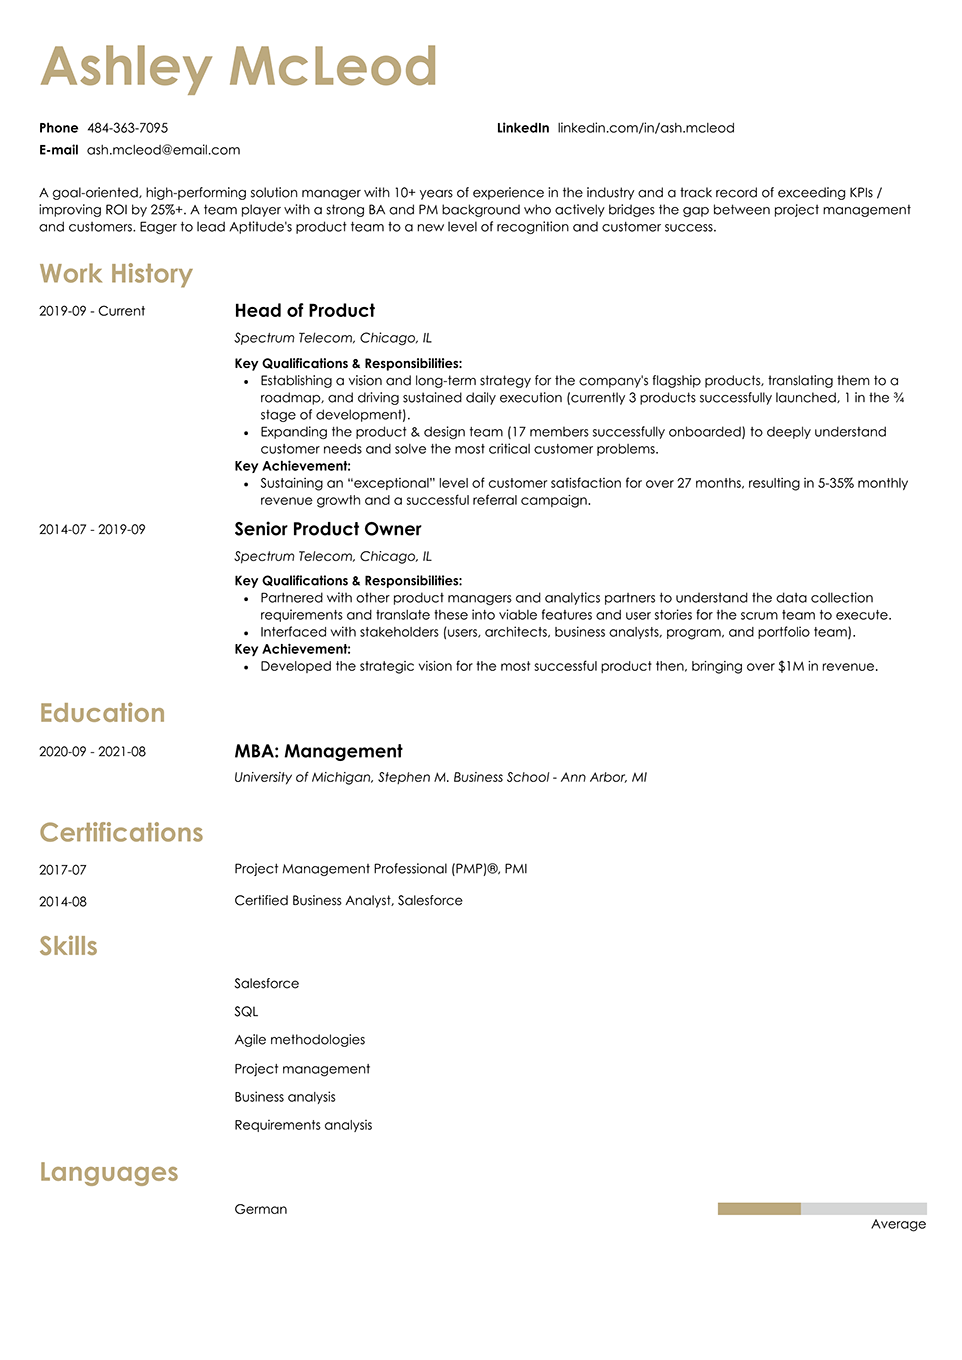 Ashley McLeod
Phone 484-363-7095
LinkedIn linkedin.com/in/ash.mcleod
E-mail ash.mcleod@email.com
A goal-oriented, high-performing solution manager with 10+ years of experience in the industry and a track record of exceeding KPIs /
improving ROI by 25%+. A team player with a strong BA and PM background who actively bridges the gap between project management
and customers. Eager to lead Aptitude's product team to a new level of recognition and customer success.
Work History
2019-09 - Current
Head of Product
Spectrum Telecom, Chicago, IL
Key Qualifications & Responsibilities:
• Establishing a vision and long-term strategy for the company's flagship products, translating them to a
roadmap, and driving sustained daily execution (currently 3 products successfully launched, 1 in the ¾
stage of development).
• Expanding the product & design team (17 members successfully onboarded) to deeply understand
customer needs and solve the most critical customer problems.
Key Achievement:
• Sustaining an “exceptional” level of customer satisfaction for over 27 months, resulting in 5-35% monthly
revenue growth and a successful referral campaign.
2014-07 - 2019-09
Senior Product Owner
Spectrum Telecom, Chicago, IL
Key Qualifications & Responsibilities:
• Partnered with other product managers and analytics partners to understand the data collection
requirements and translate these into viable features and user stories for the scrum team to execute.
• Interfaced with stakeholders (users, architects, business analysts, program, and portfolio team).
Key Achievement:
• Developed the strategic vision for the most successful product then, bringing over $1M in revenue.
Education
2020-09 - 2021-08
MBA: Management
University of Michigan, Stephen M. Business School - Ann Arbor, MI
Certifications
2017-07
Project Management Professional (PMP)®, PMI
2014-08
Certified Business Analyst, Salesforce
Skills
Salesforce
SQL
Agile methodologies
Project management
Business analysis
Requirements analysis
Languages
German
Average